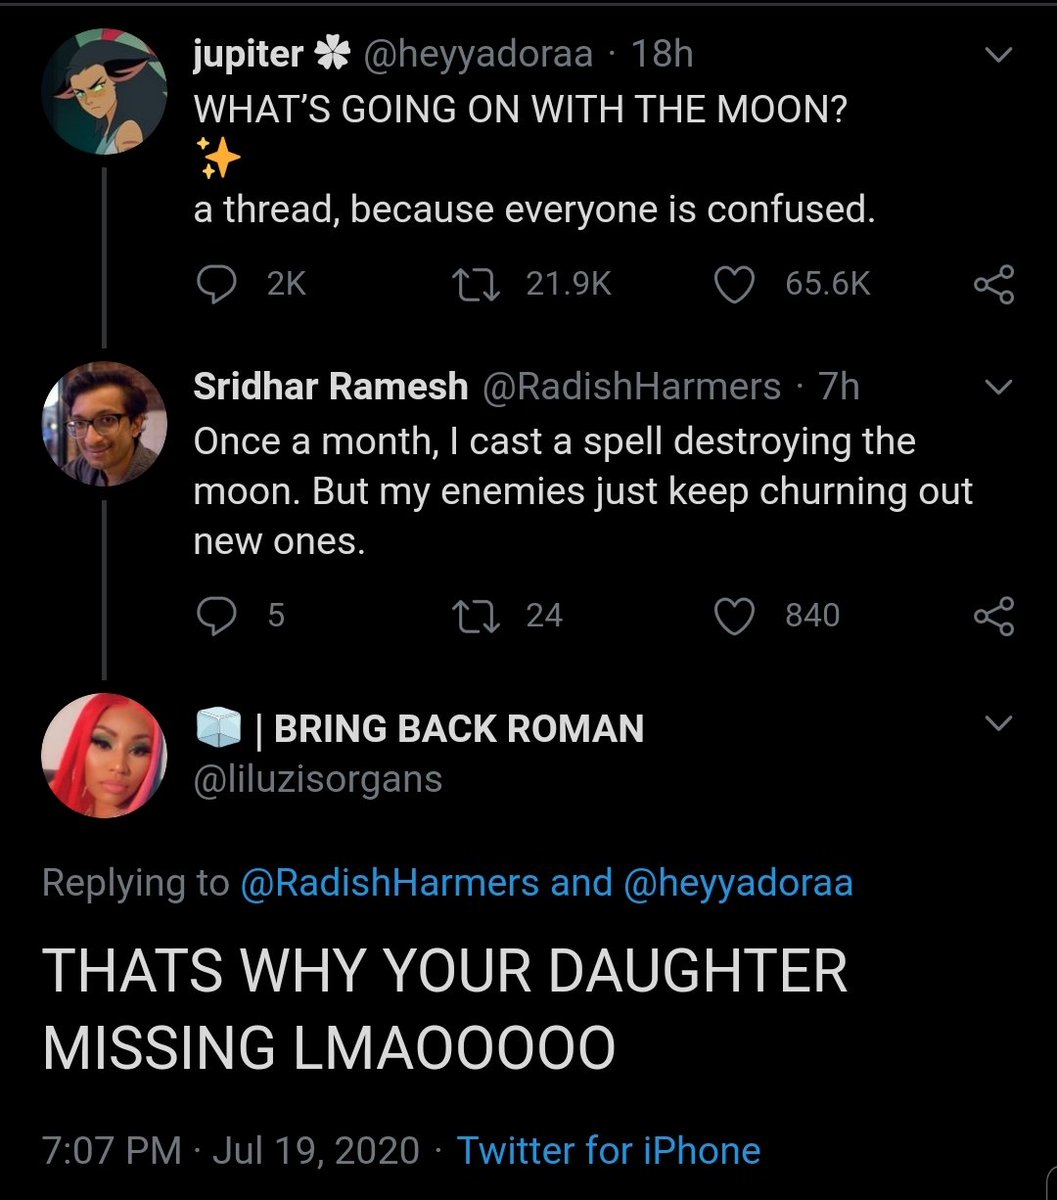 jupiter @heyyadoraa · 18h
WHAT’S GOING ON WITH THE MOON?
a thread, because everyone is confused.
2K 21.9K 65.6K
Sridhar Ramesh @RadishHarmers · 7h
Once a month, I cast a spell destroying the
moon. But my enemies just keep churning out
new ones.
5 24 840
| BRING BACK ROMAN
@liluzisorgans
Replying to @RadishHarmers and @heyyadoraa
THATS WHY YOUR DAUGHTER
MISSING LMAOOOOO
7:07 PM · Jul 19, 2020 · Twitter for iPhone